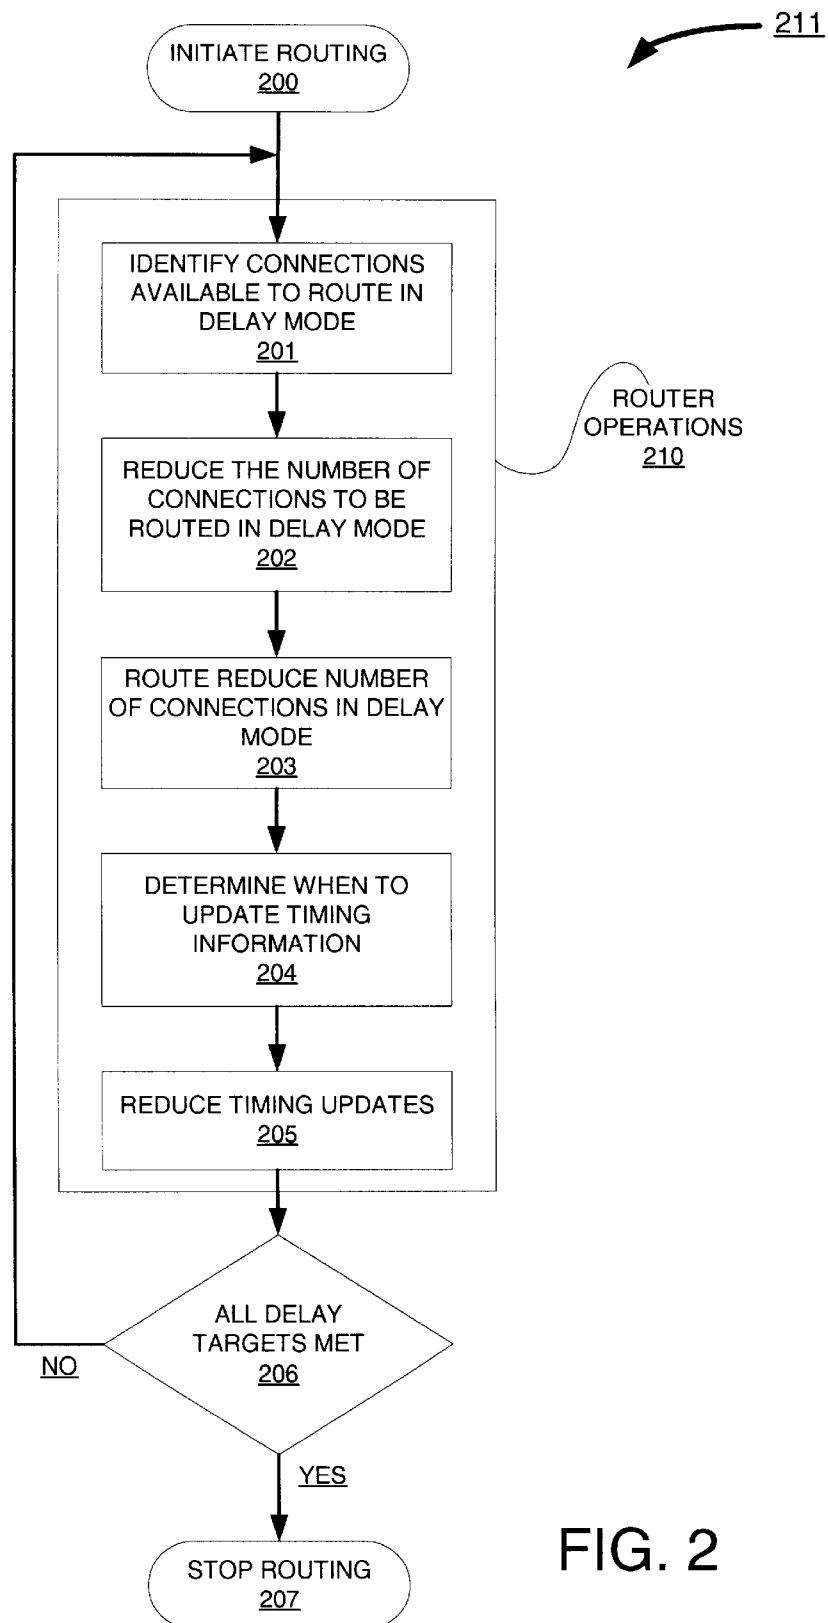 211
INITIATE ROUTING
200
IDENTIFY CONNECTIONS
AVAILABLE TO ROUTE IN
DELAY MODE
201
ROUTER
OPERATIONS
210
REDUCE THE NUMBER OF
CONNECTIONS TO BE
ROUTED IN DELAY MODE
202
ROUTE REDUCE NUMBER
OF CONNECTIONS IN DELAY
MODE
203
DETERMINE WHEN TO
UPDATE TIMING
INFORMATION
204
REDUCE TIMING UPDATES
205
ALL DELAY
TARGETS MET
206
NO
YES
STOP ROUTING
207
FIG. 2